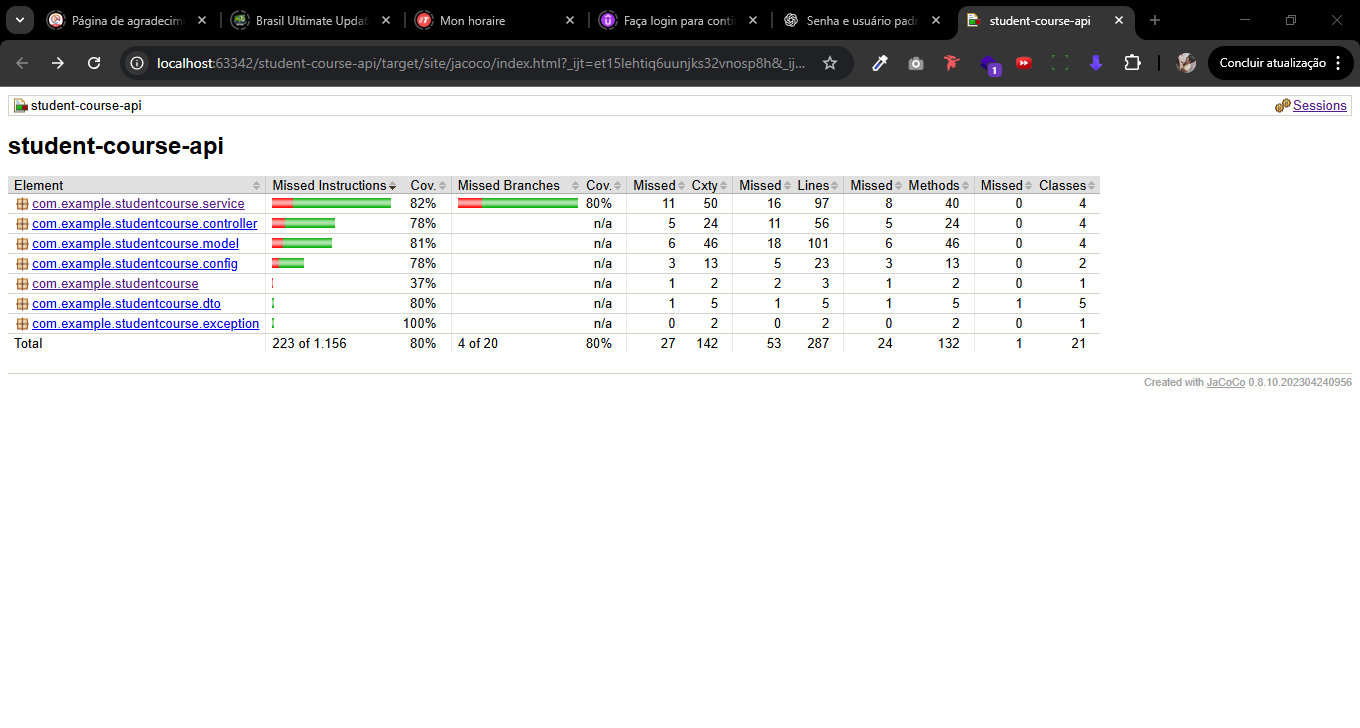 Página de agradecim
Brasil Ultimate Updat
Mon horaire
Faça login para conti
Senha e usuário padr
student-course-api
localhost:63342/student-course-api/target/site/jacoco/index.html?_ijt=et15lehtiq6uunjks32vnosp8h&_ij...
1
Concluir atualização
student-course-api
Sessions
student-course-api
Element Missed Instructions Cov. Missed Branches Cov. Missed Cxty Missed Lines Missed Methods Missed Classes
com.example.studentcourse.service 82% 80% 11 50 16 97 8 40 0 4
com.example.studentcourse.controller 78% n/a 5 24 11 56 5 24 0 4
com.example.studentcourse.model 81% n/a 6 46 18 101 6 46 0 4
com.example.studentcourse.config 78% n/a 3 13 5 23 3 13 0 2
com.example.studentcourse 37% n/a 1 2 2 3 1 2 0 1
com.example.studentcourse.dto 80% n/a 1 5 1 5 1 5 1 5
com.example.studentcourse.exception 100% n/a 0 2 0 2 0 2 0 1
Total 223 of 1.156 80% 4 of 20 80% 27 142 53 287 24 132 1 21
Created with JaCoCo 0.8.10.202304240956